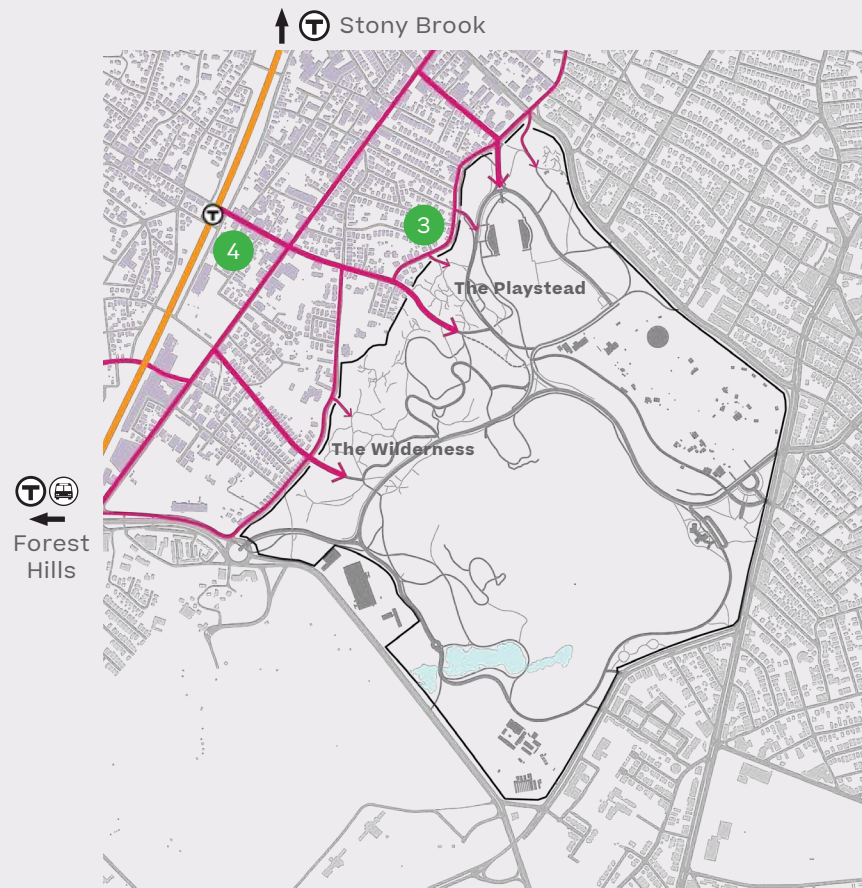 T Stony Brook
3
T
4
The Playstead
The Wilderness
T
Forest
Hills